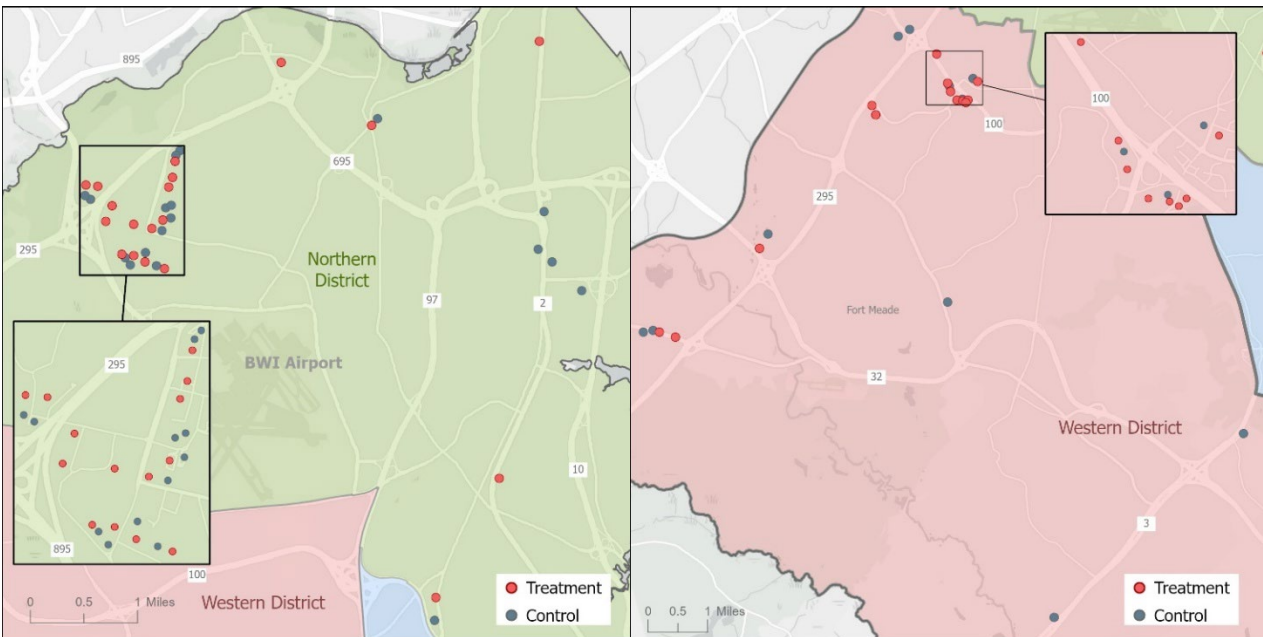 895
695
295
Northern
District
97
2
295
BWI Airport
10
895
100
Western District
0 0.5 1 Miles
Treatment
Control
100
100
295
Fort Meade
32
Western District
3
0 0.5 1 Miles
Treatment
Control